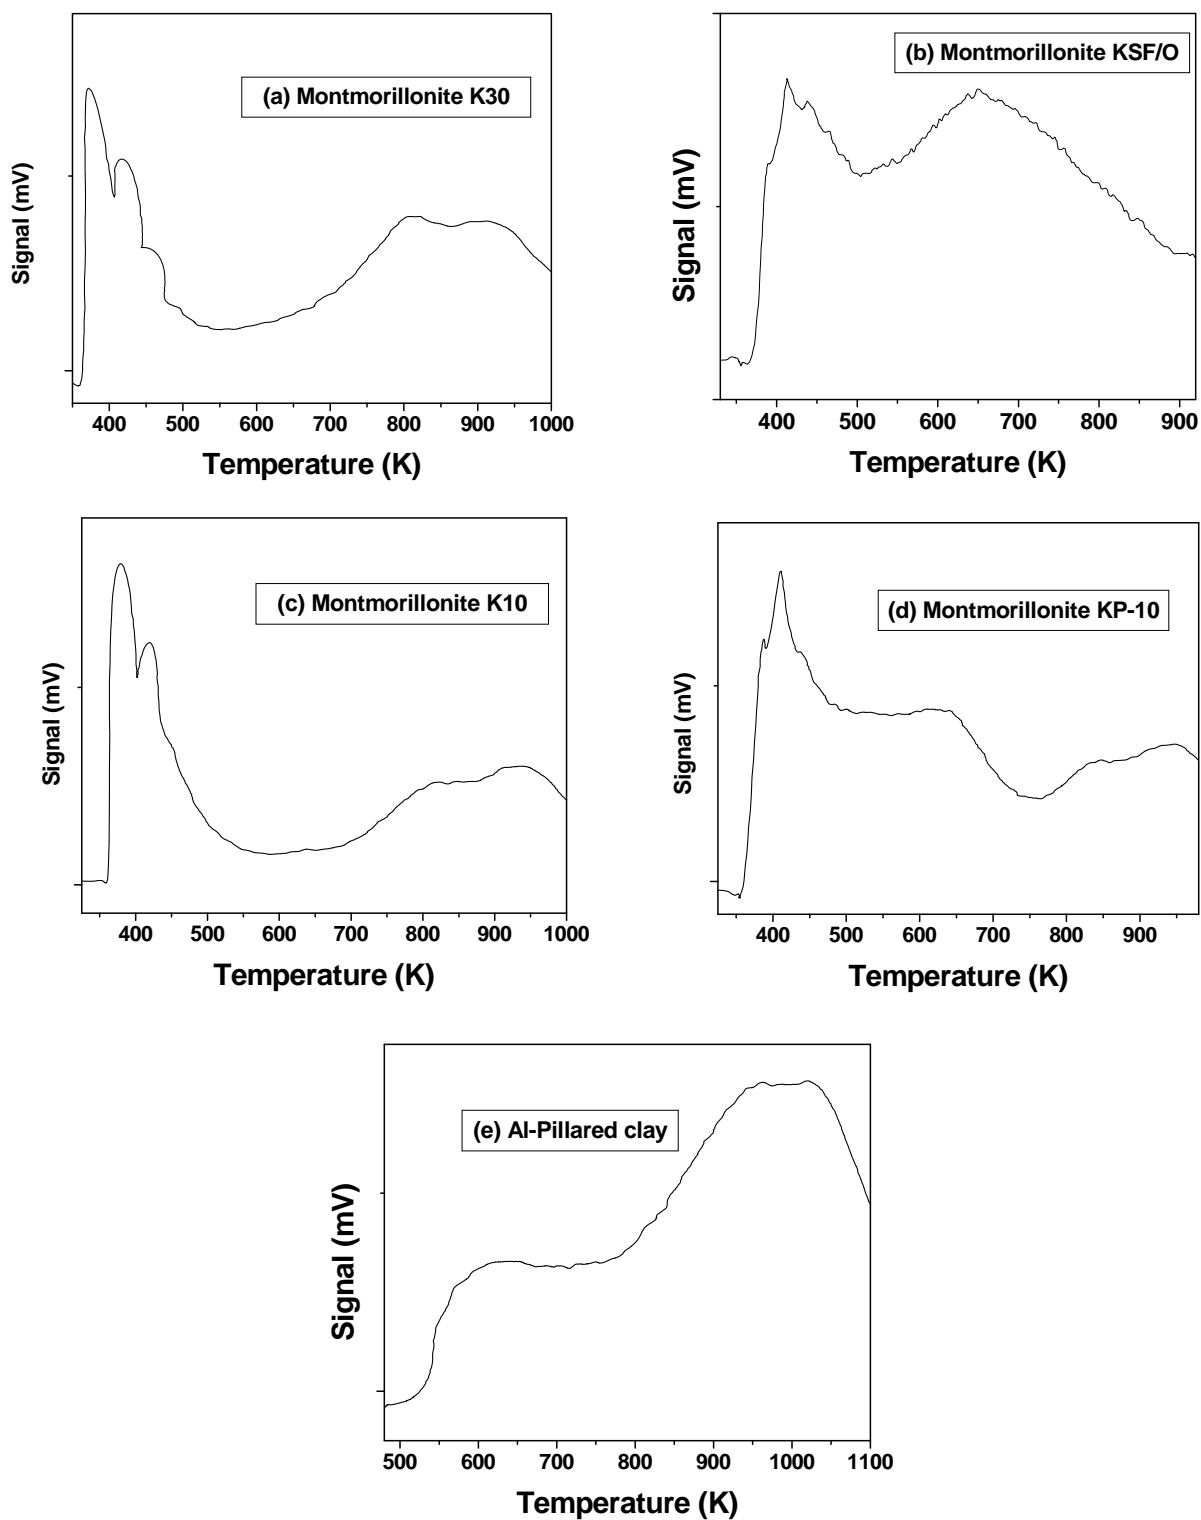 (a) Montmorillonite K30
Signal (mV)
400 500 600 700 800 900 1000
Temperature (K)
(b) Montmorillonite KSF/O
Signal (mV)
400 500 600 700 800 900
Temperature (K)
(c) Montmorillonite K10
Signal (mV)
400 500 600 700 800 900 1000
Temperature (K)
(d) Montmorillonite KP-10
Signal (mV)
400 500 600 700 800 900
Temperature (K)
(e) Al-Pillared clay
Signal (mV)
500 600 700 800 900 1000 1100
Temperature (K)